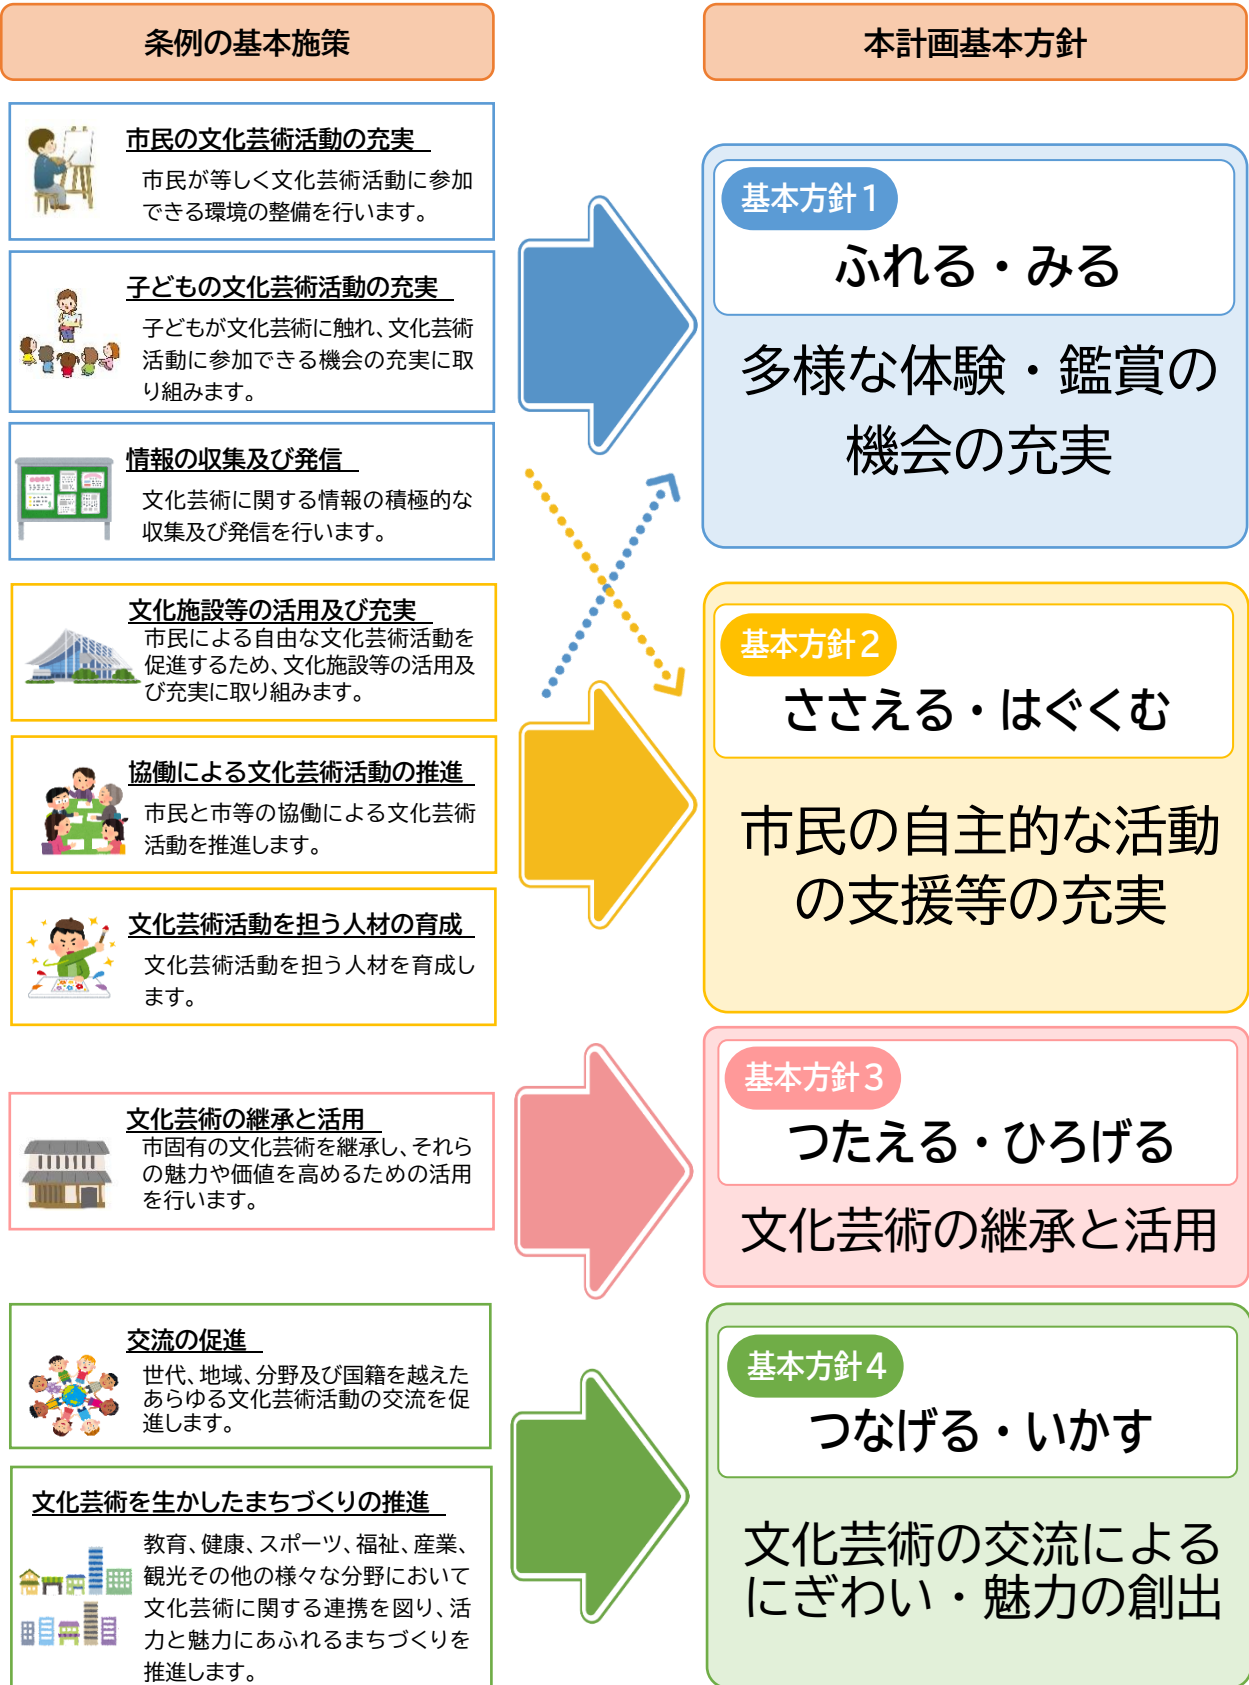 条例の基本施策
市民の文化芸術活動の充実
市民が等しく文化芸術活動に参加
できる環境の整備を行います。
子どもの文化芸術活動の充実
子どもが文化芸術に触れ、文化芸術
活動に参加できる機会の充実に取
り組みます。
情報の収集及び発信
文化芸術に関する情報の積極的な
収集及び発信を行います。
文化施設等の活用及び充実
市民による自由な文化芸術活動を
促進するため、文化施設等の活用及
び充実に取り組みます。
協働による文化芸術活動の推進
市民と市等の協働による文化芸術
活動を推進します。
文化芸術活動を担う人材の育成
文化芸術活動を担う人材を育成し
ます。
文化芸術の継承と活用
市固有の文化芸術を継承し、それら
の魅力や価値を高めるための活用
を行います。
交流の促進
世代、地域、分野及び国籍を越えた
あらゆる文化芸術活動の交流を促
進します。
文化芸術を生かしたまちづくりの推進
教育、健康、スポーツ、福祉、産業、
観光その他の様々な分野において
文化芸術に関する連携を図り、活
力と魅力にあふれるまちづくりを
推進します。
本計画基本方針
基本方針1
ふれる・みる
多様な体験・鑑賞の
機会の充実
基本方針2
ささえる・はぐくむ
市民の自主的な活動
の支援等の充実
基本方針3
つたえる・ひろげる
文化芸術の継承と活用
基本方針4
つなげる・いかす
文化芸術の交流による
にぎわい・魅力の創出